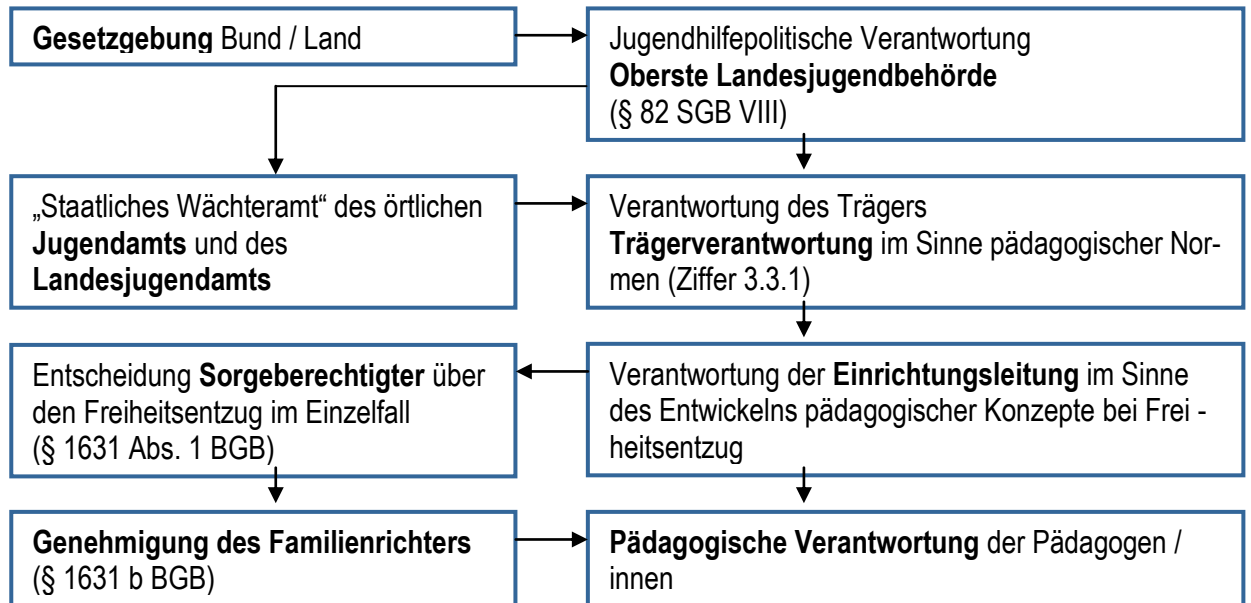 Gesetzgebung Bund / Land
Jugendhilfepolitische Verantwortung
Oberste Landesjugendbehörde
(§ 82 SGB VIII)
„Staatliches Wächteramt“ des örtlichen
Jugendamts und des
Landesjugendamts
Verantwortung des Trägers
Trägerverantwortung im Sinne pädagogischer Nor-
men (Ziffer 3.3.1)
Entscheidung Sorgeberechtigter über
den Freiheitsentzug im Einzelfall
(§ 1631 Abs. 1 BGB)
Verantwortung der Einrichtungsleitung im Sinne
des Entwickelns pädagogischer Konzepte bei Frei -
heitsentzug
Genehmigung des Familienrichters
(§ 1631 b BGB)
Pädagogische Verantwortung der Pädagogen /
innen